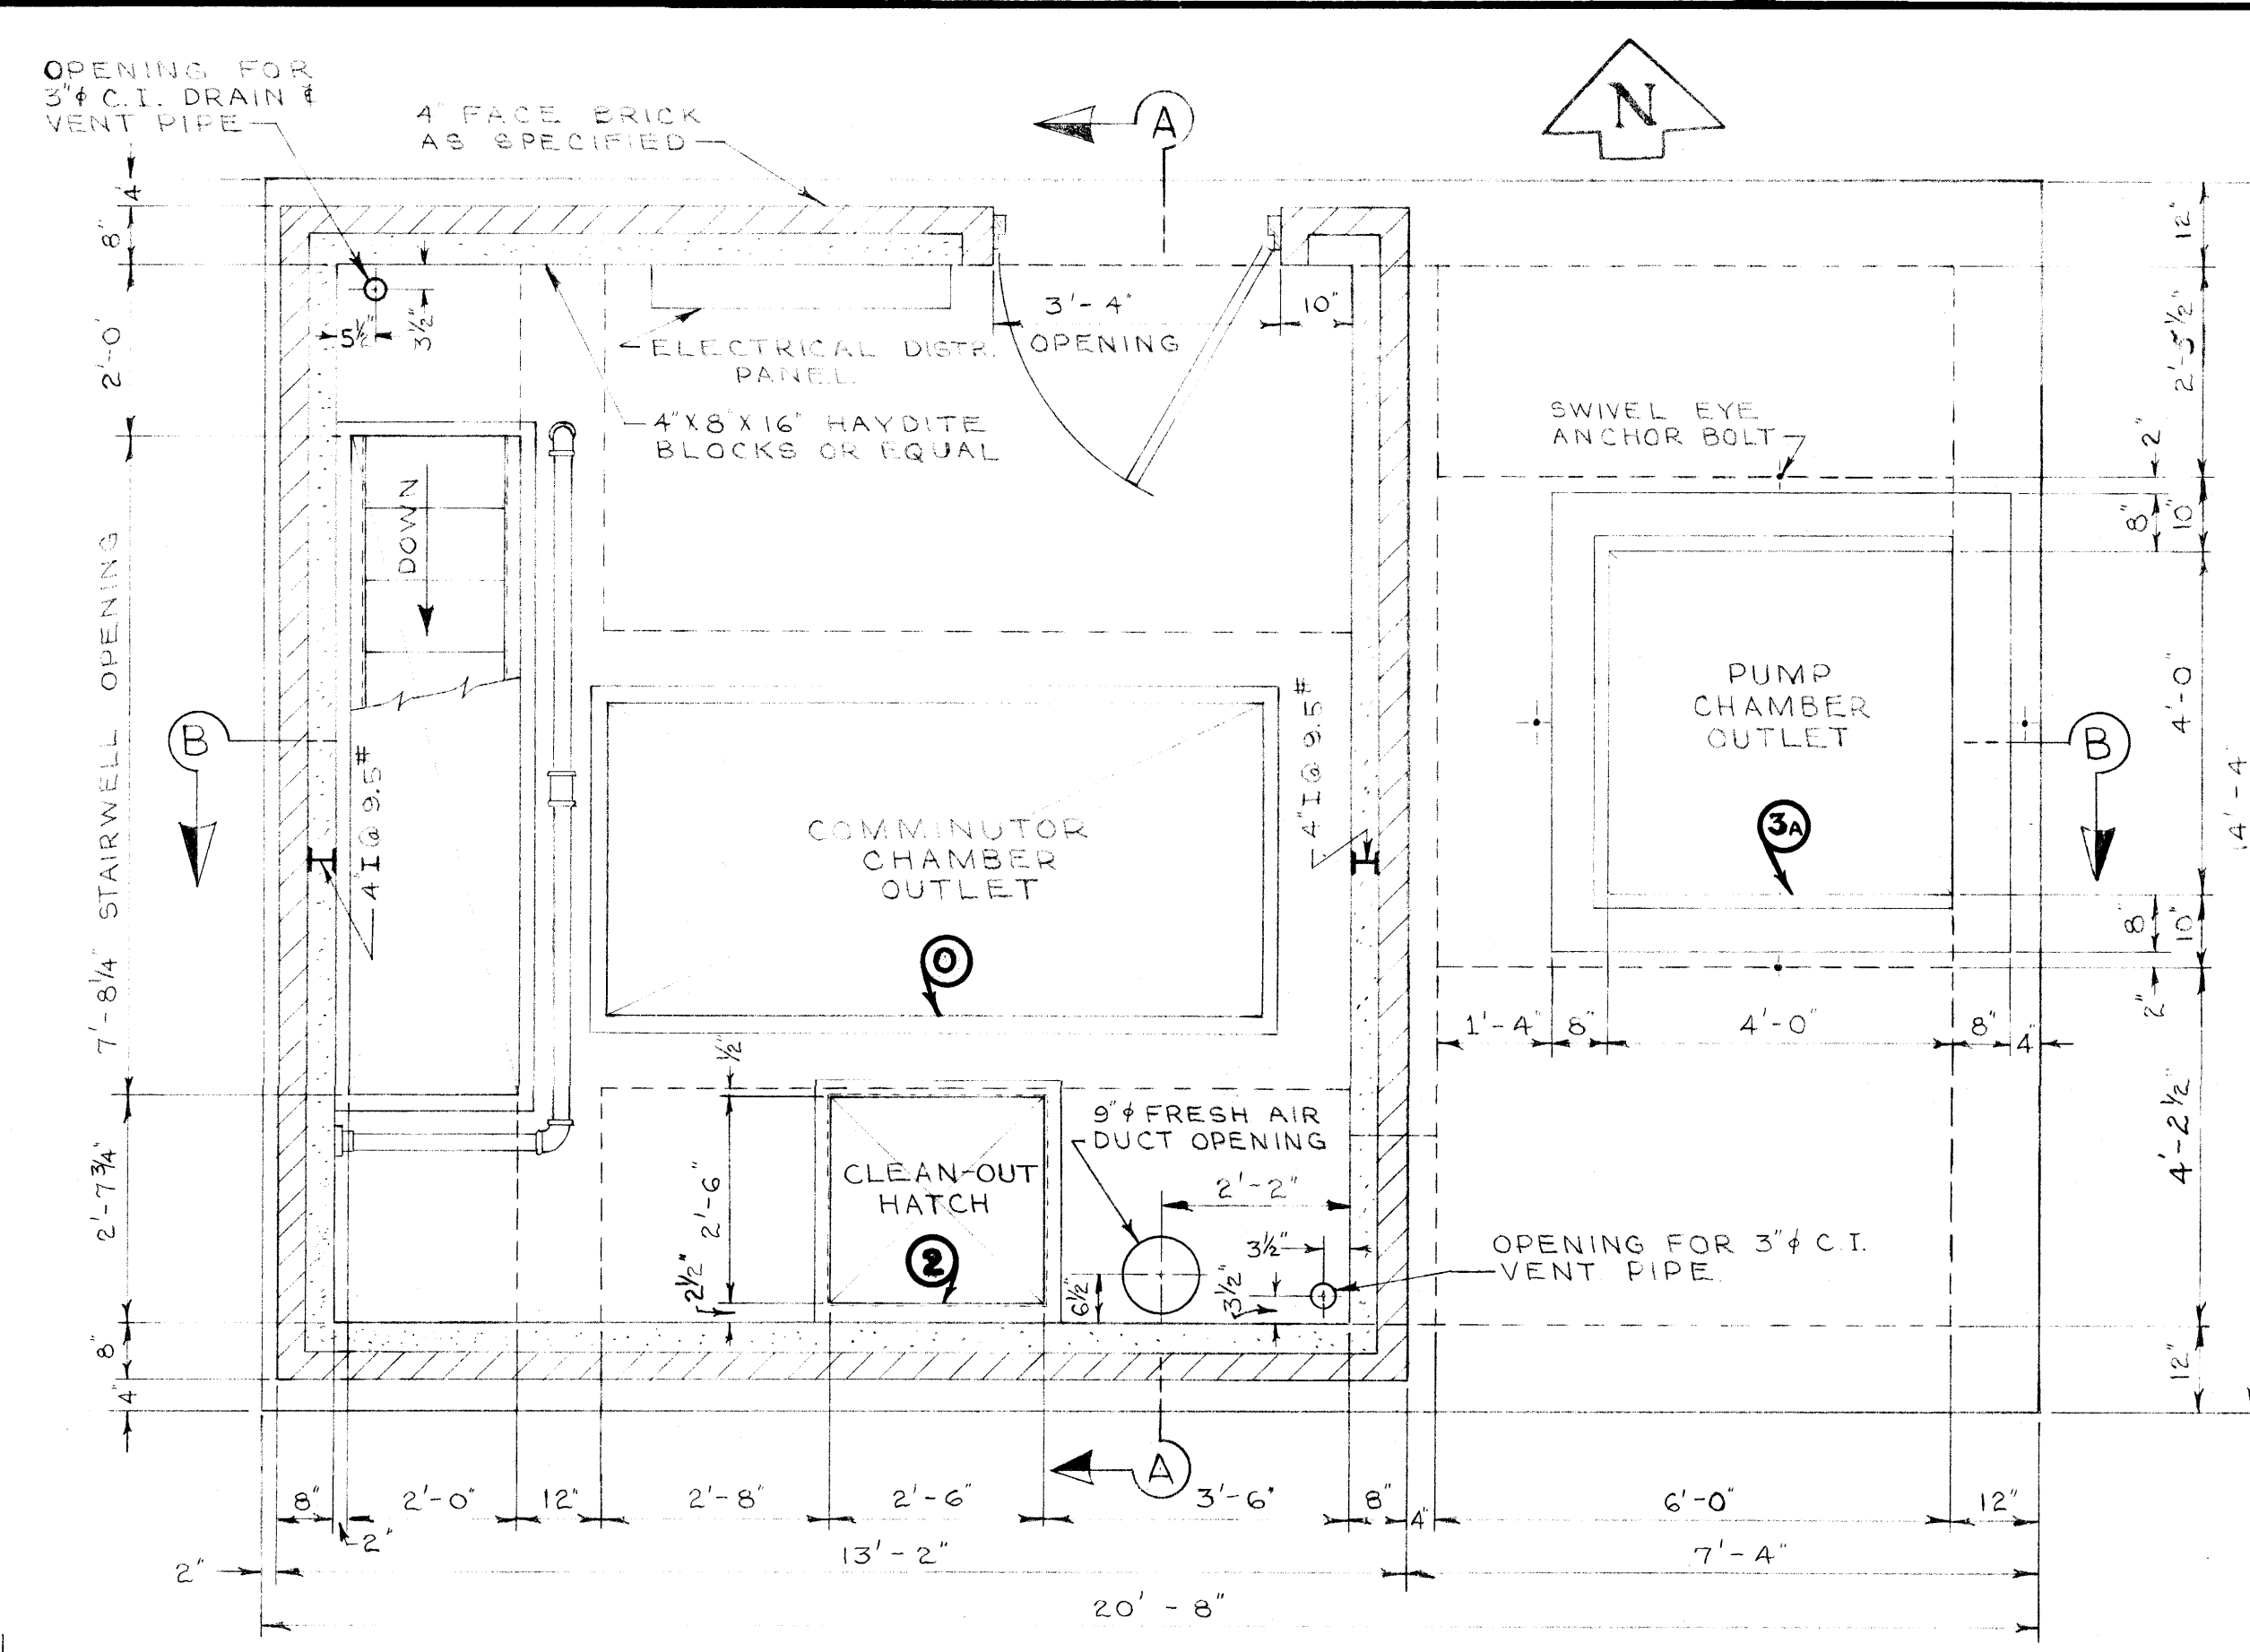 OPENING FOR
3"φ C.I. DRAIN &
VENT PIPE
4" FACE BRICK
AS SPECIFIED
A
N
4"
8"
2'-0"
7'-8¼" STAIRWELL OPENING
2'-7¾"
8"
4"
5½"
3½"
ELECTRICAL DISTR.
PANEL.
3'-4"
OPENING
10"
4"X8"X16" HAYDITE
BLOCKS OR EQUAL
DOWN
B
4"I@9.5#
4"I@9.5#
COMMINUTOR
CHAMBER
OUTLET
0
SWIVEL EYE
ANCHOR BOLT
PUMP
CHAMBER
OUTLET
3A
B
12"
2'-5½"
2"
8"
10"
4'-0"
14'-4"
8"
10"
2"
4'-2½"
12"
1'-4"
8"
4'-0"
8"
4"
½"
2'-6"
2½"
CLEAN-OUT
HATCH
2
9"φ FRESH AIR
DUCT OPENING
2'-2"
3½"
6½"
3½"
OPENING FOR 3"φ C.I.
VENT PIPE
A
8"
2'-0"
12"
2'-8"
2'-6"
3'-6"
8"
4"
6'-0"
12"
2"
2"
13'-2"
7'-4"
20'-8"